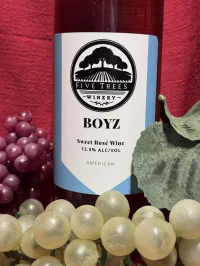 FIVE TREES
WINERY
BOYZ
Sweet Rosé Wine
12.5% ALC/VOL
AMERICAN